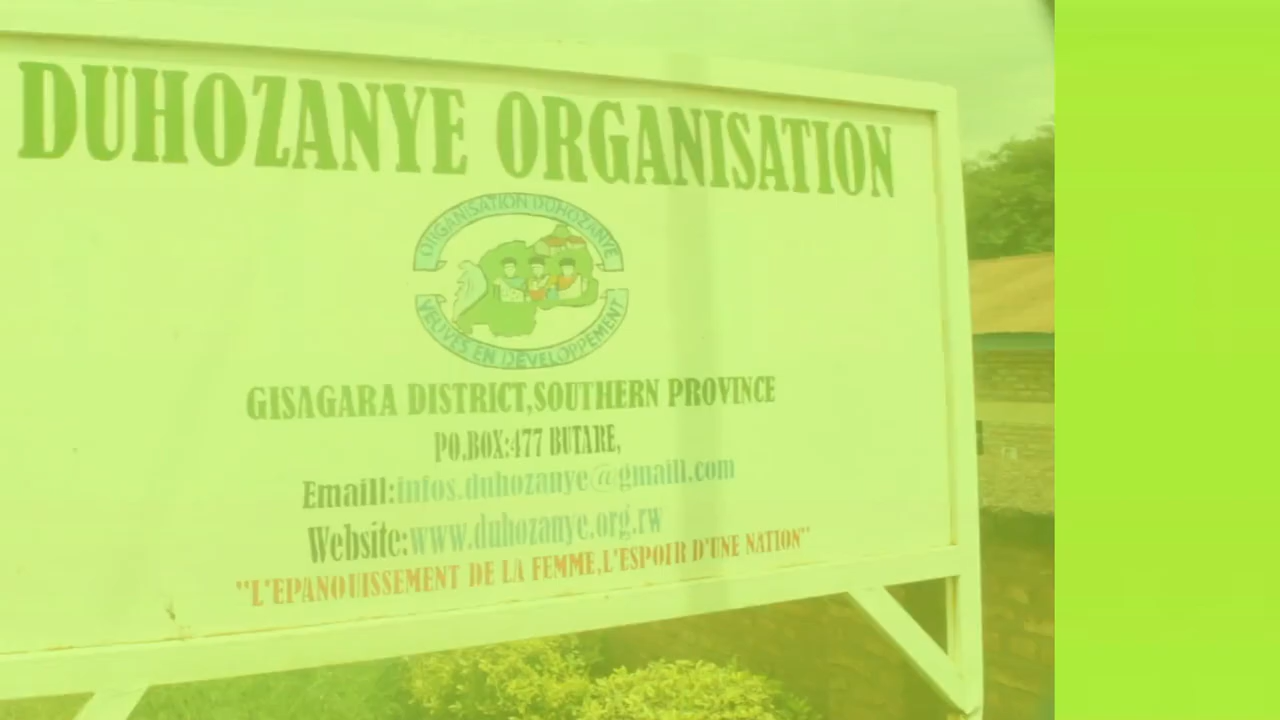 DUHOZANYE ORGANISATION
ORGANISATION DUHOZANYE
VEUVES EN DEVELOPPEMENT
GISAGARA DISTRICT,SOUTHERN PROVINCE
PO.BOX:477 BUTARE,
Emaill:infos.duhozanye@gmaill.com
Website:www.duhozanye.org.rw
"L'EPANOUISSEMENT DE LA FEMME,L'ESPOIR D'UNE NATION"